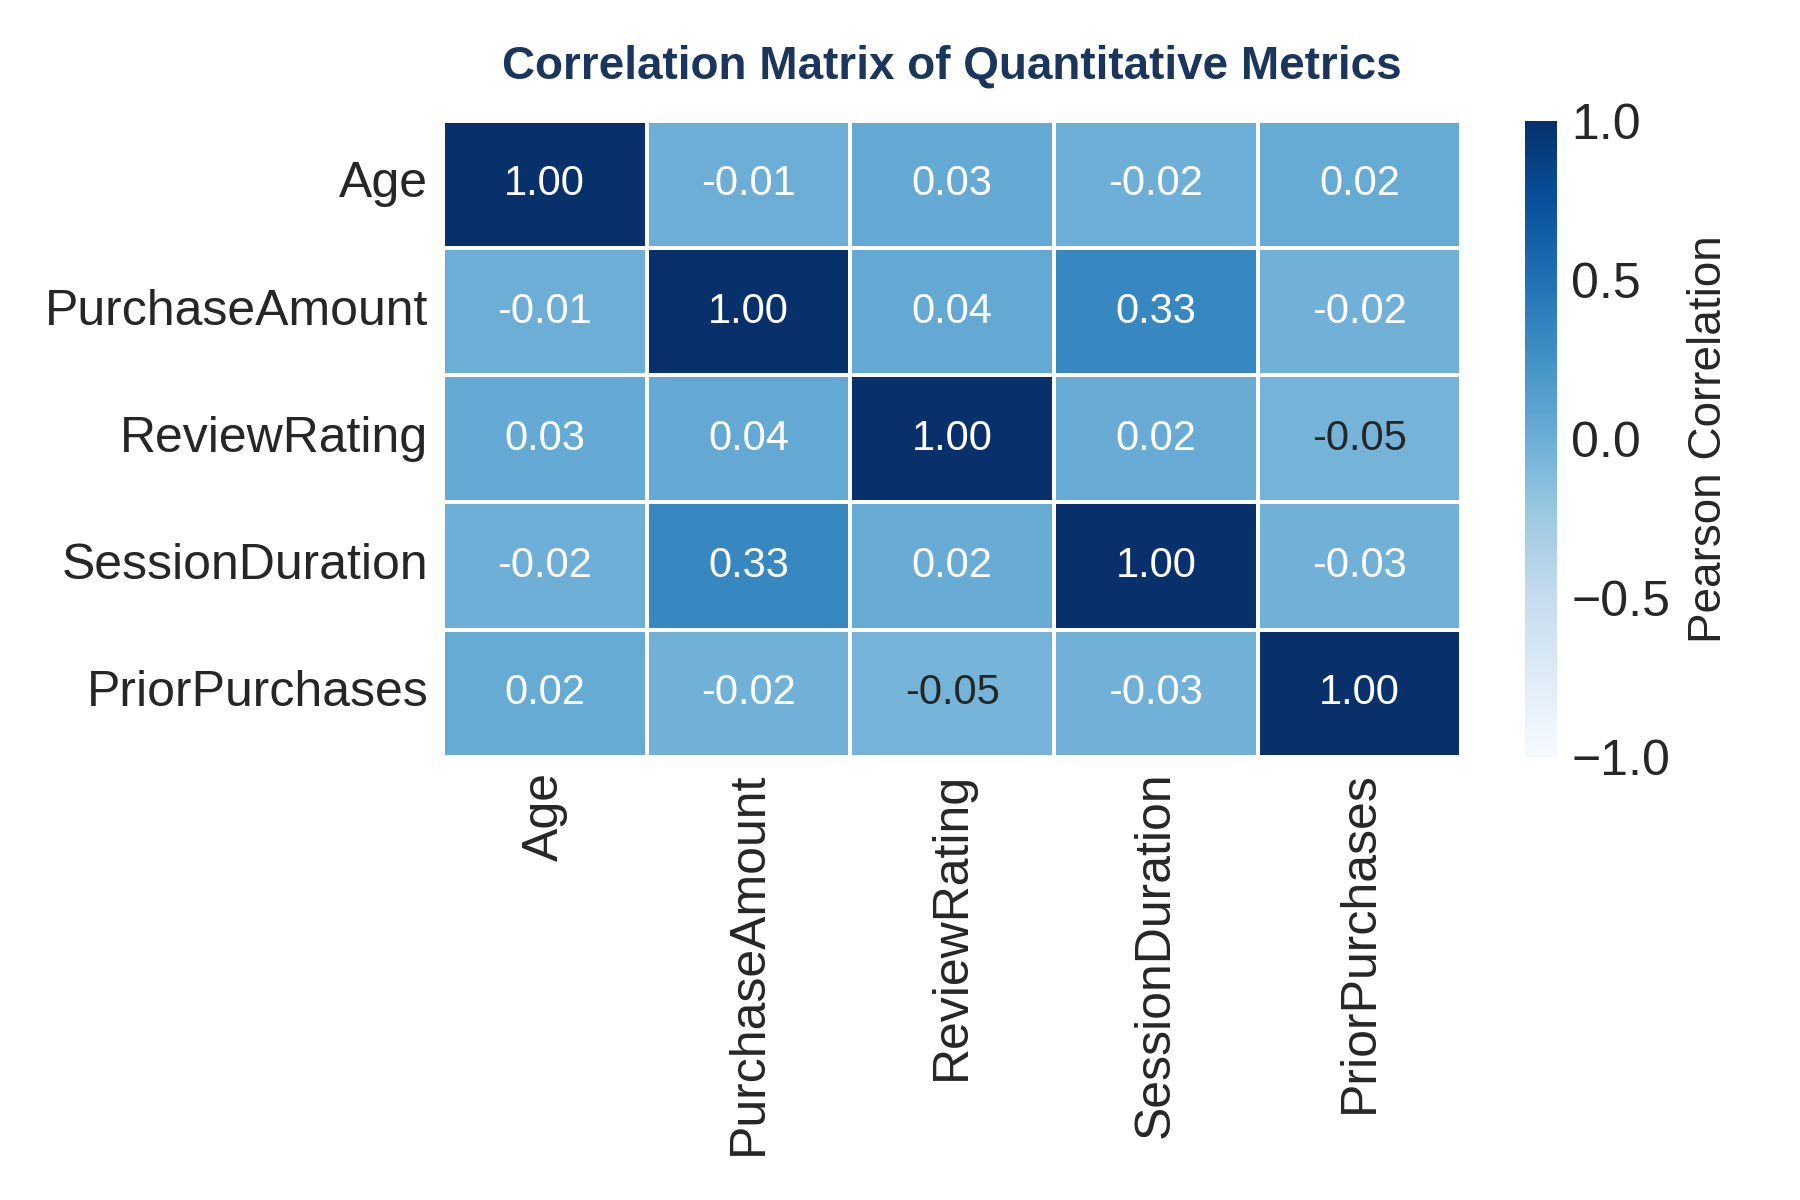 Correlation Matrix of Quantitative Metrics
Age 1.00 -0.01 0.03 -0.02 0.02
PurchaseAmount -0.01 1.00 0.04 0.33 -0.02
ReviewRating 0.03 0.04 1.00 0.02 -0.05
SessionDuration -0.02 0.33 0.02 1.00 -0.03
PriorPurchases 0.02 -0.02 -0.05 -0.03 1.00
Age
PurchaseAmount
ReviewRating
SessionDuration
PriorPurchases
1.0
0.5
0.0
−0.5
−1.0
Pearson Correlation